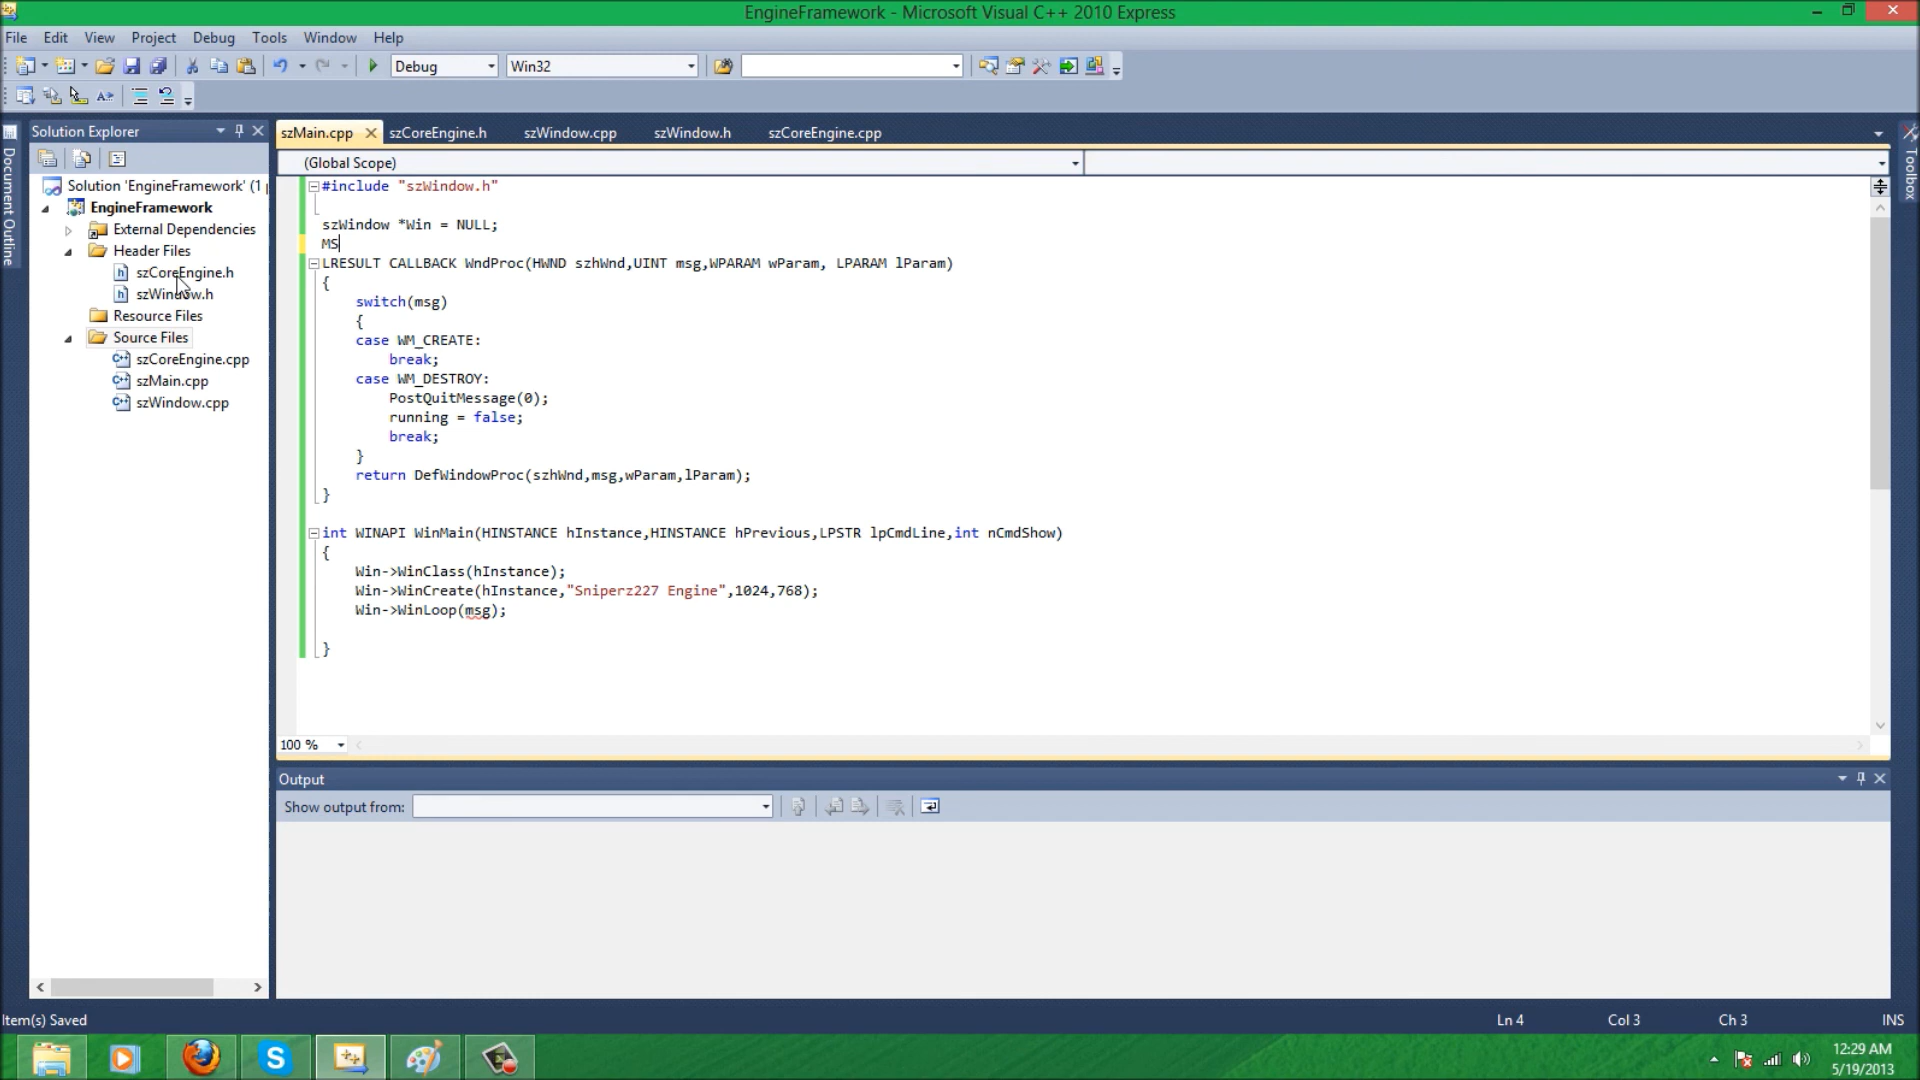 EngineFramework - Microsoft Visual C++ 2010 Express
File Edit View Project Debug Tools Window Help
Debug Win32
Solution Explorer
szMain.cpp szCoreEngine.h szWindow.cpp szWindow.h szCoreEngine.cpp
Document Outline
Toolbox
(Global Scope)
Solution 'EngineFramework' (1 p
EngineFramework
External Dependencies
Header Files
szCoreEngine.h
szWindow.h
Resource Files
Source Files
szCoreEngine.cpp
szMain.cpp
szWindow.cpp
#include "szWindow.h"
szWindow *Win = NULL;
MS
LRESULT CALLBACK WndProc(HWND szhWnd,UINT msg,WPARAM wParam, LPARAM lParam)
{
switch(msg)
{
case WM_CREATE:
break;
case WM_DESTROY:
PostQuitMessage(0);
running = false;
break;
}
return DefWindowProc(szhWnd,msg,wParam,lParam);
}
int WINAPI WinMain(HINSTANCE hInstance,HINSTANCE hPrevious,LPSTR lpCmdLine,int nCmdShow)
{
Win->WinClass(hInstance);
Win->WinCreate(hInstance,"Sniperz227 Engine",1024,768);
Win->WinLoop(msg);
}
100 %
Output
Show output from:
Item(s) Saved
Ln 4 Col 3 Ch 3 INS
12:29 AM
5/19/2013